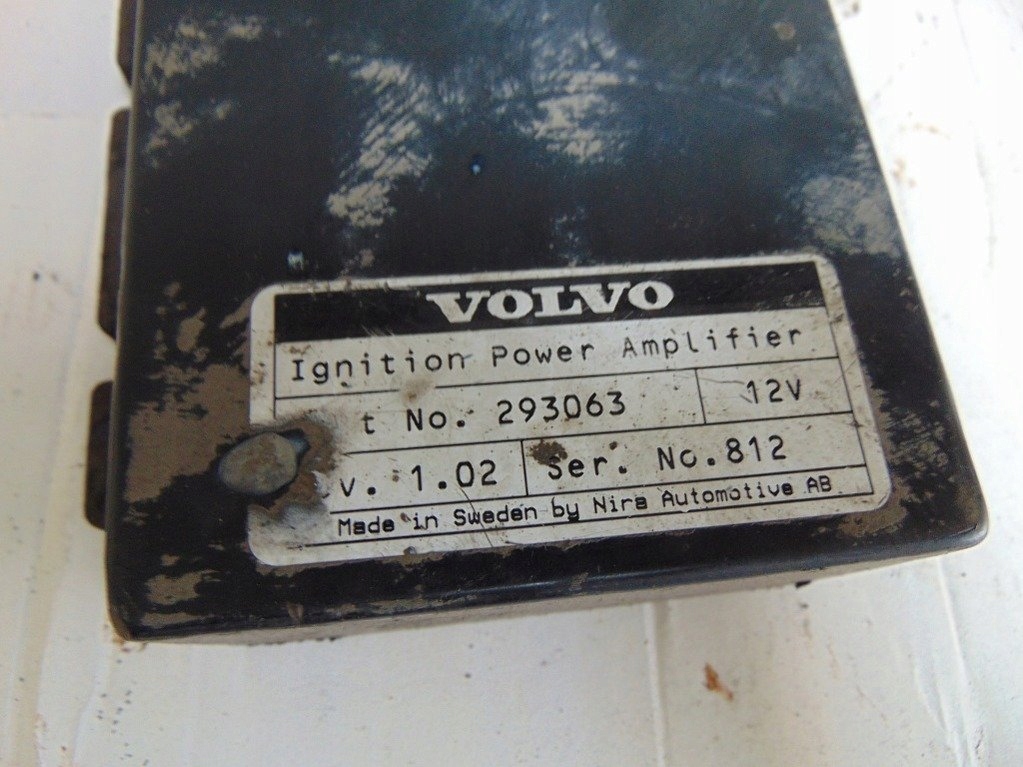 VOLVO
Ignition Power Amplifier
t No. 293063 12V
v. 1.02 Ser. No. 812
Made in Sweden by Nira Automotive AB